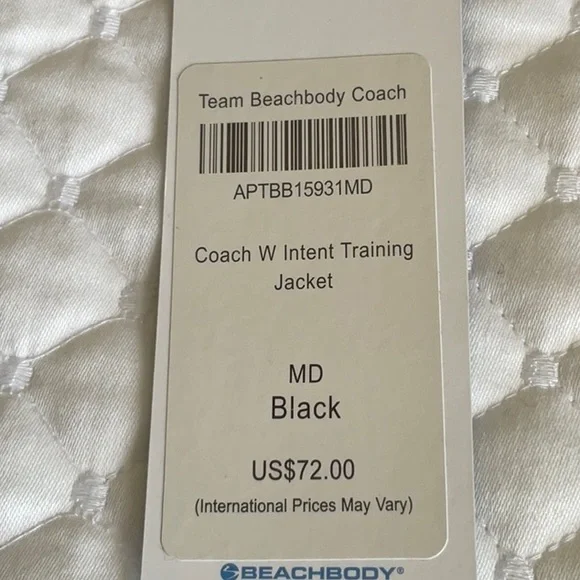 Team Beachbody Coach
APTBB15931MD
Coach W Intent Training
Jacket
MD
Black
US$72.00
(International Prices May Vary)
BEACHBODY®